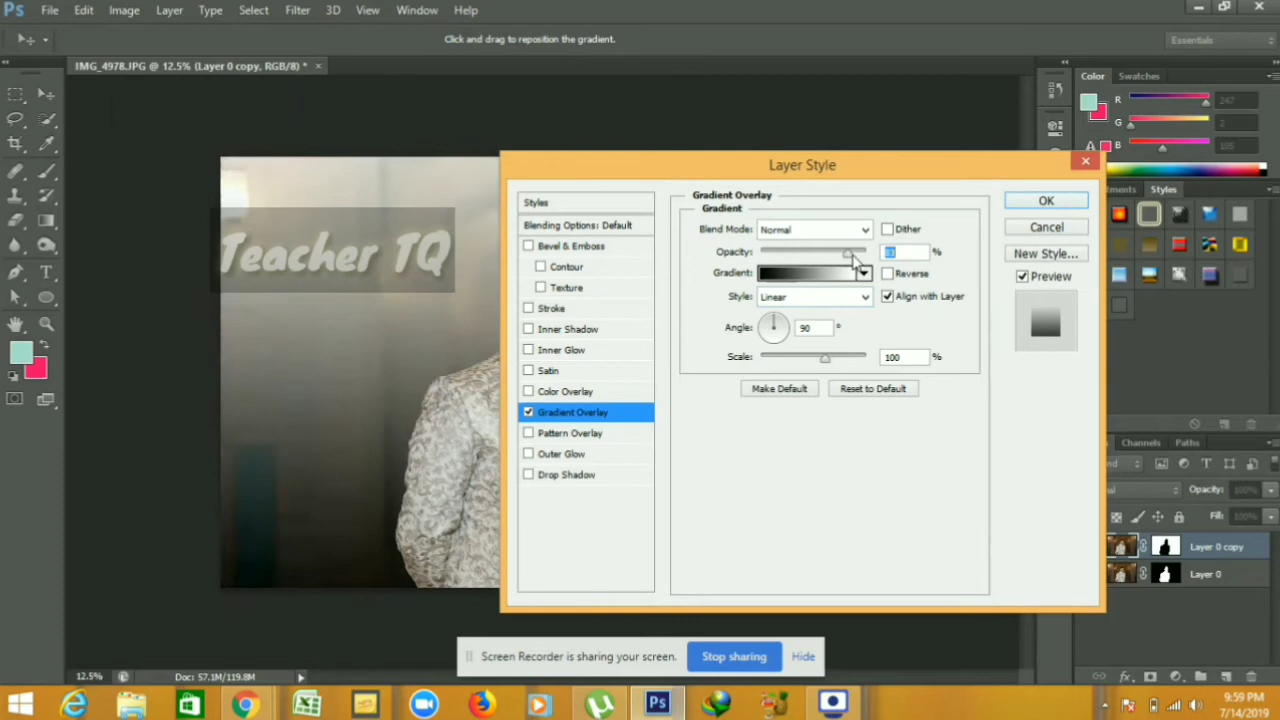 Ps File Edit Image Layer Type Select Filter 3D View Window Help
Click and drag to reposition the gradient.
Essentials
IMG_4978.JPG @ 12.5% (Layer 0 copy, RGB/8) * ×
Color Swatches
R 247
G 2
B 195
Teacher TQ
Layer Style
Styles
Blending Options: Default
Bevel & Emboss
Contour
Texture
Stroke
Inner Shadow
Inner Glow
Satin
Color Overlay
Gradient Overlay
Pattern Overlay
Outer Glow
Drop Shadow
Gradient Overlay
Gradient
Blend Mode: Normal Dither
Opacity: %
Gradient: Reverse
Style: Linear Align with Layer
Angle: 90 °
Scale: 100 %
Make Default Reset to Default
OK
Cancel
New Style...
Preview
Styles
Channels Paths
Opacity: 100%
Fill: 100%
Layer 0 copy
Layer 0
Screen Recorder is sharing your screen. Stop sharing Hide
12.5% Doc: 57.1M/119.8M
Ps
9:59 PM
7/14/2019